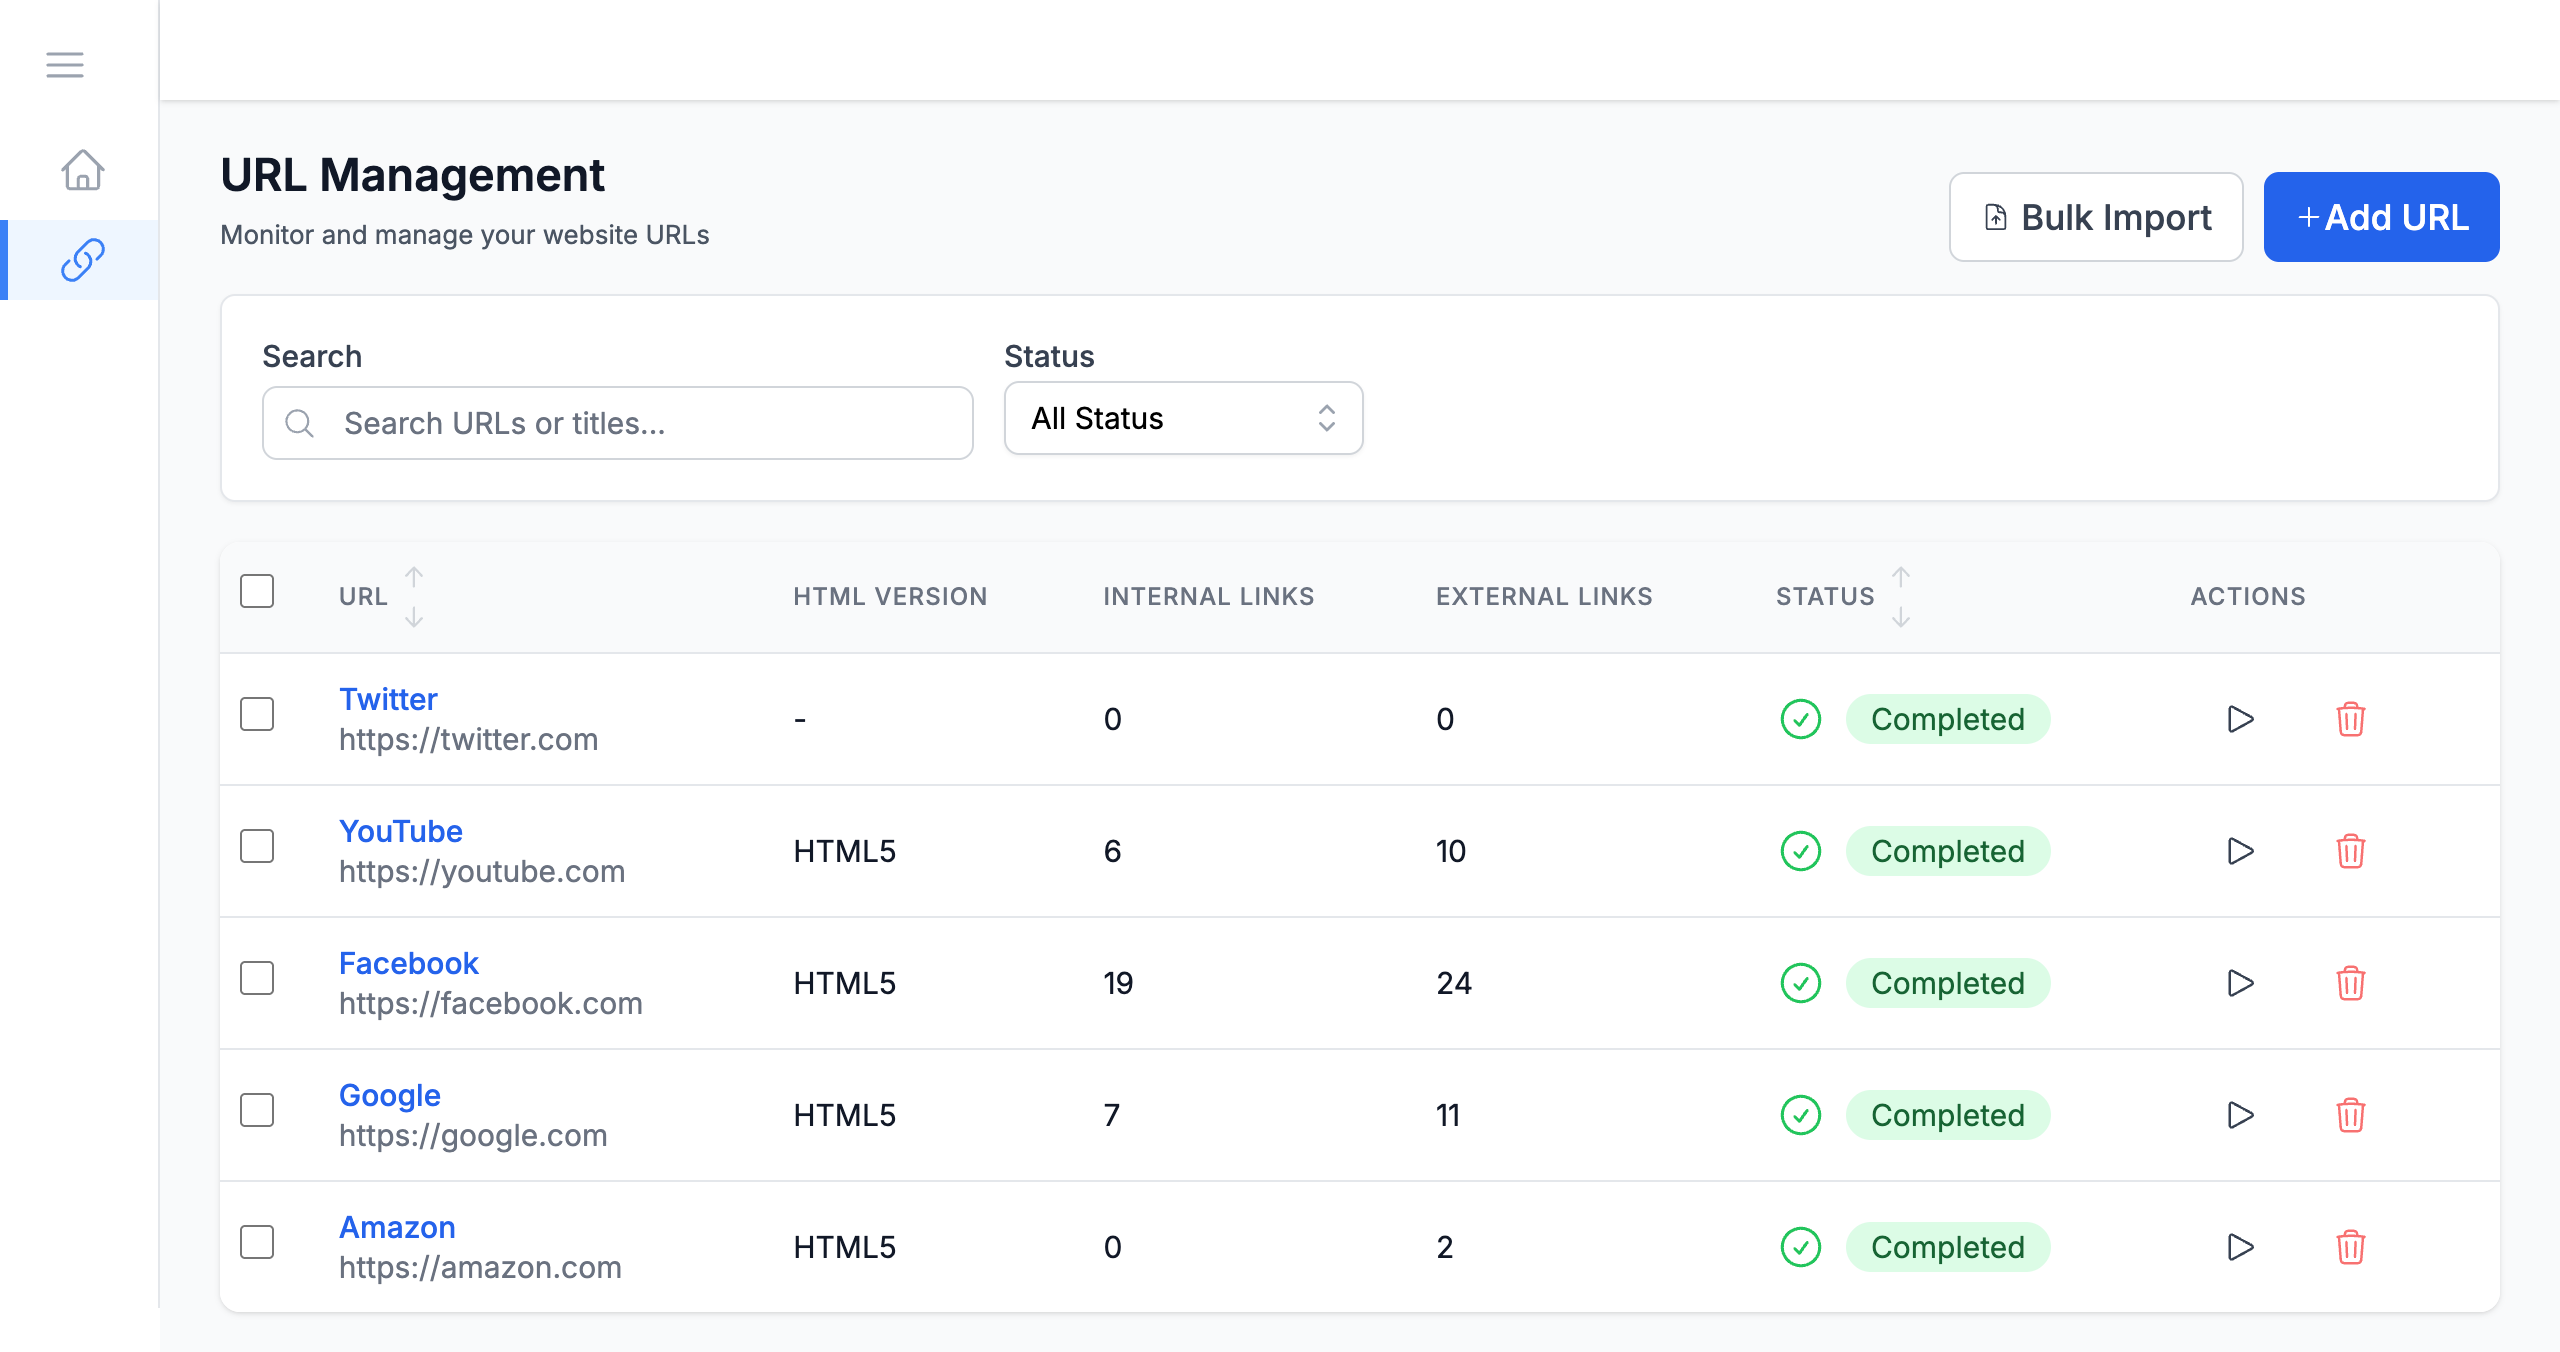 URL Management
Monitor and manage your website URLs
Bulk Import
+Add URL
Search
Status
Search URLs or titles...
All Status
URL HTML VERSION INTERNAL LINKS EXTERNAL LINKS STATUS ACTIONS
Twitter
https://twitter.com
- 0 0 Completed
YouTube
https://youtube.com
HTML5 6 10 Completed
Facebook
https://facebook.com
HTML5 19 24 Completed
Google
https://google.com
HTML5 7 11 Completed
Amazon
https://amazon.com
HTML5 0 2 Completed